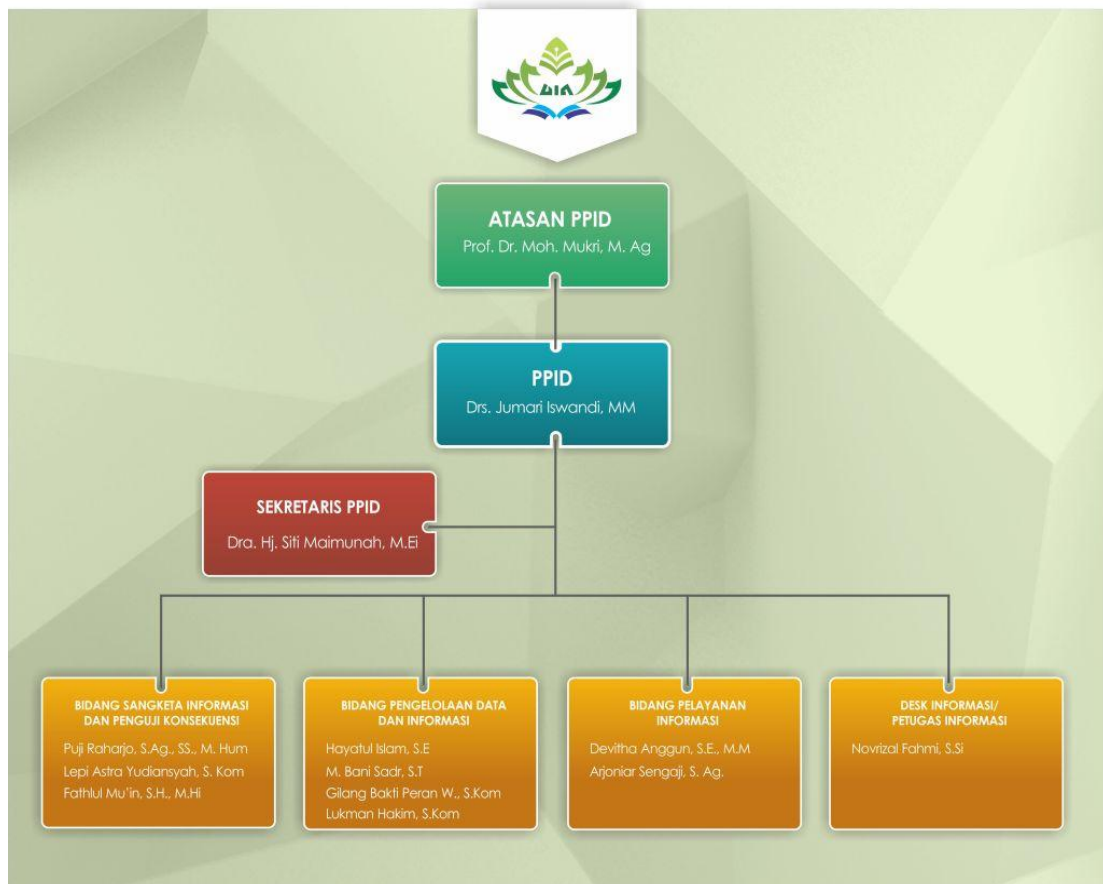 ATASAN PPID
Prof. Dr. Moh. Mukri, M. Ag
PPID
Drs. Jumari Iswandi, MM
SEKRETARIS PPID
Dra. Hj. Siti Maimunah, M.Ei
BIDANG SANGKETA INFORMASI
DAN PENGUJI KONSEKUENSI
Puji Raharjo, S.Ag., SS., M. Hum
Lepi Astra Yudiansyah, S. Kom
Fathlul Mu'in, S.H., M.Hi
BIDANG PENGELOLAAN DATA
DAN INFORMASI
Hayatul Islam, S.E
M. Bani Sadr, S.T
Gilang Bakti Peran W., S.Kom
Lukman Hakim, S.Kom
BIDANG PELAYANAN
INFORMASI
Devitha Anggun, S.E., M.M
Arjoniar Sengaji, S. Ag.
DESK INFORMASI/
PETUGAS INFORMASI
Novrizal Fahmi, S.Si